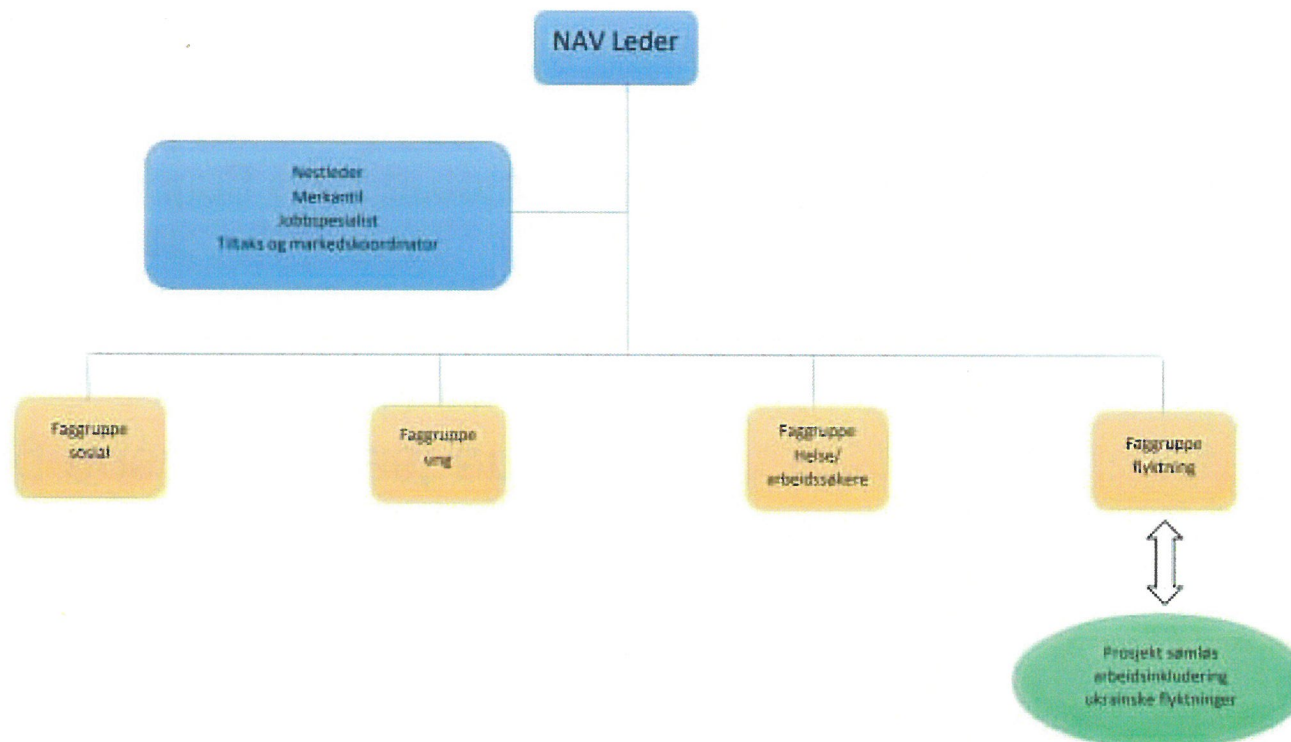 NAV Leder
Nestleder
Merkantil
Jobbspesialist
Tiltaks og markedskoordinator
Faggruppe
sosial
Faggruppe
ung
Faggruppe
Helse/
arbeidssøkere
Faggruppe
flyktning
Prosjekt sømløs
arbeidsinkludering
ukrainske flyktninger